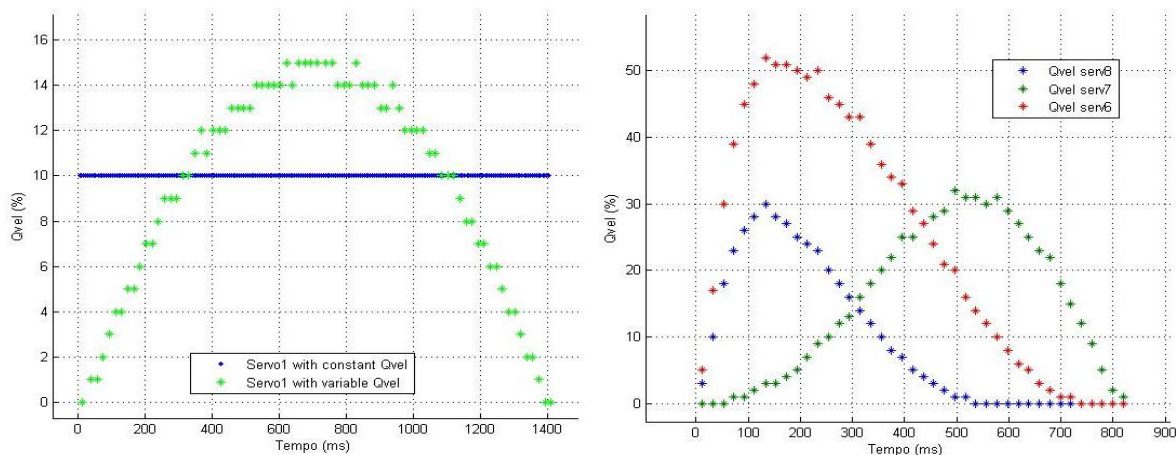 16
14
12
10
8
6
4
2
0
Qvel (%)
Servo1 with constant Qvel
Servo1 with variable Qvel
0 200 400 600 800 1000 1200 1400
Tempo (ms)
50
40
30
20
10
0
Qvel (%)
Qvel serv8
Qvel serv7
Qvel serv6
0 100 200 300 400 500 600 700 800 900
Tempo (ms)